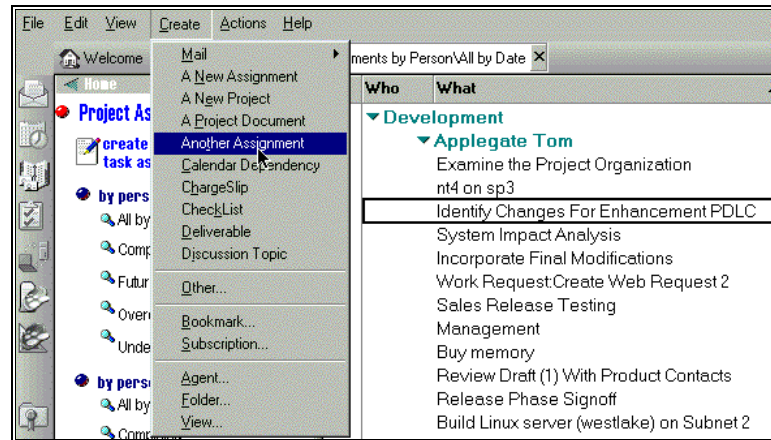 File Edit View Create Actions Help
Welcome
ments by Person\All by Date
Home
Project As
create
task as
by pers
All by
Comp
Futur
Over
Unde
by perso
All by
Comp
Mail
A New Assignment
A New Project
A Project Document
Another Assignment
Calendar Dependency
ChargeSlip
CheckList
Deliverable
Discussion Topic
Other...
Bookmark...
Subscription...
Agent...
Folder...
View...
Who What
Development
Applegate Tom
Examine the Project Organization
nt4 on sp3
Identify Changes For Enhancement PDLC
System Impact Analysis
Incorporate Final Modifications
Work Request:Create Web Request 2
Sales Release Testing
Management
Buy memory
Review Draft (1) With Product Contacts
Release Phase Signoff
Build Linux server (westlake) on Subnet 2